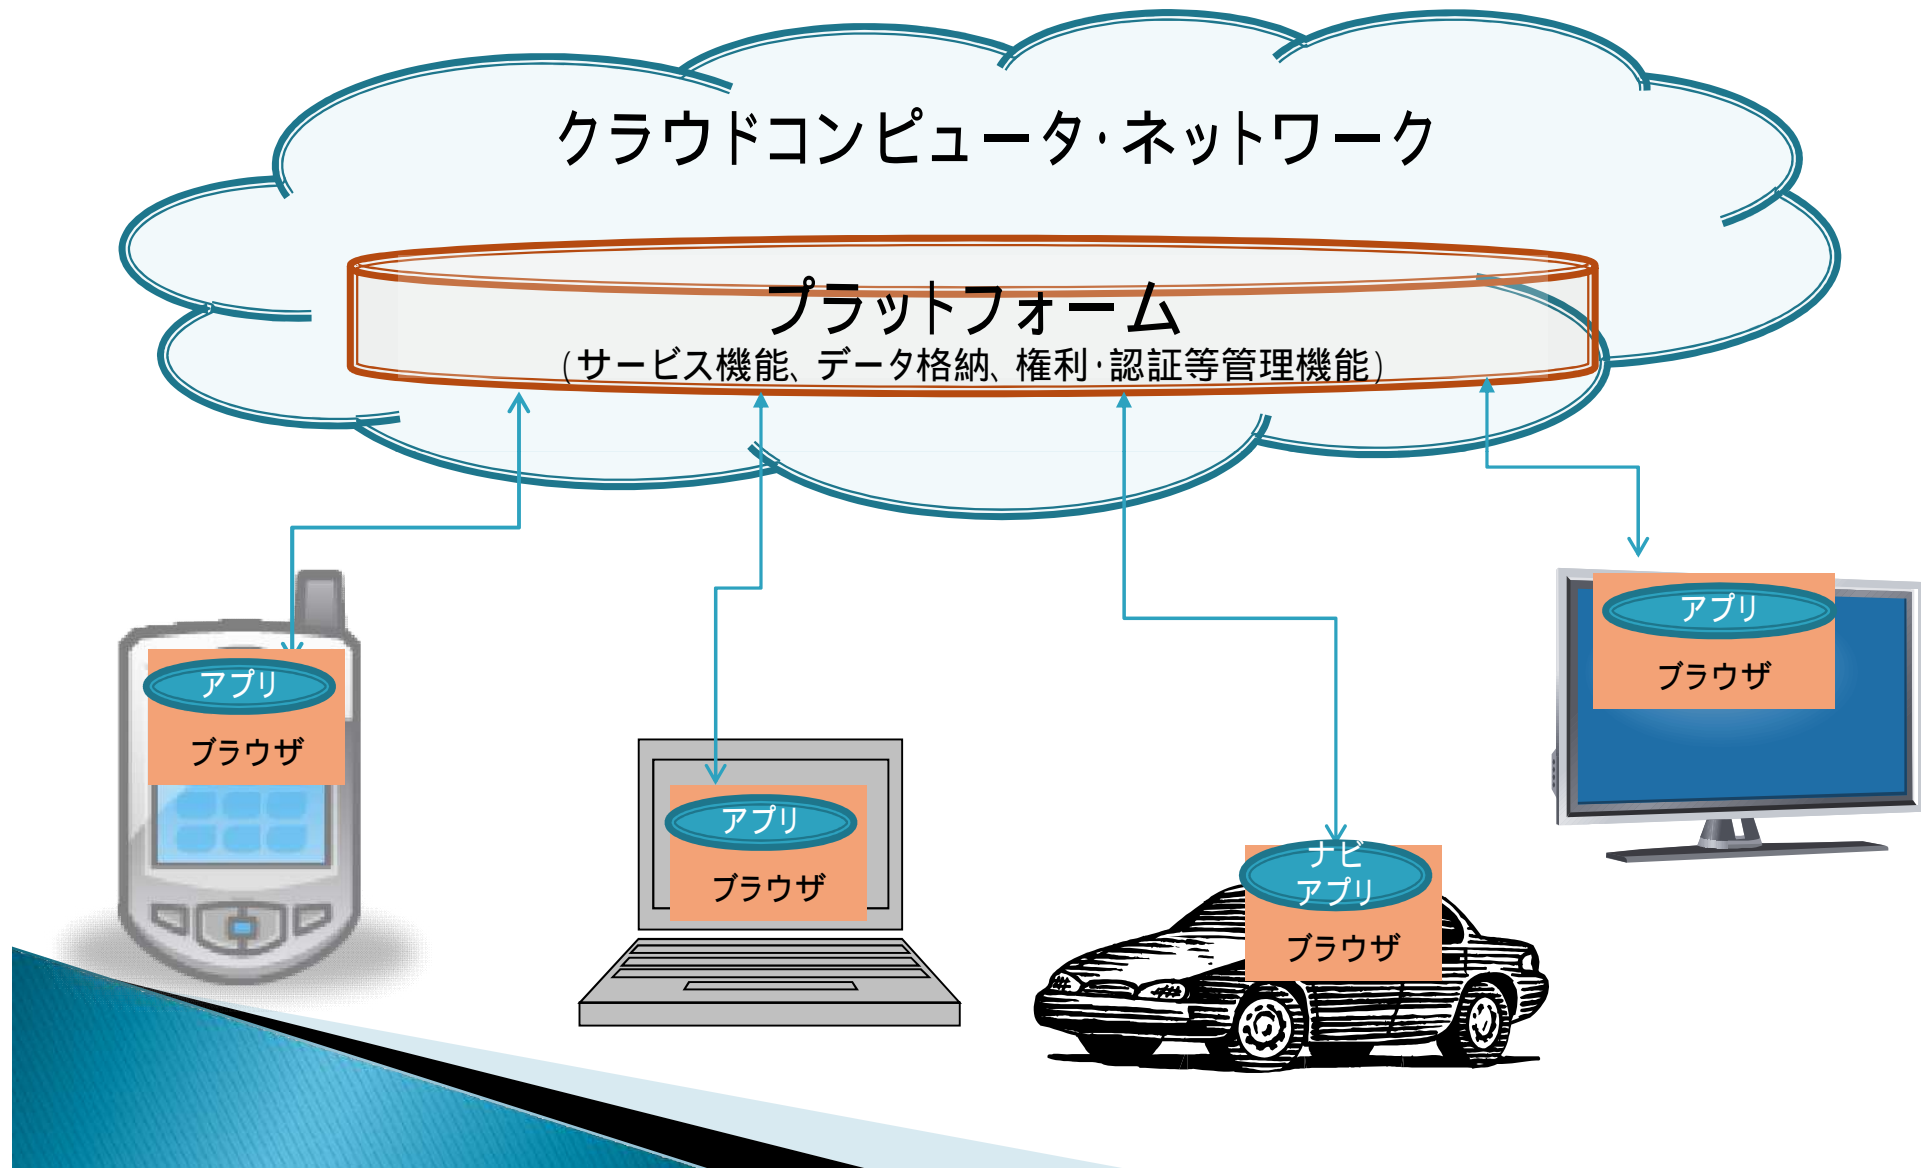 クラウドコンピュータ・ネットワーク
プラットフォーム
(サービス機能、データ格納、権利・認証等管理機能)
アプリ
ブラウザ
アプリ
ブラウザ
ナビ
アプリ
ブラウザ
アプリ
ブラウザ